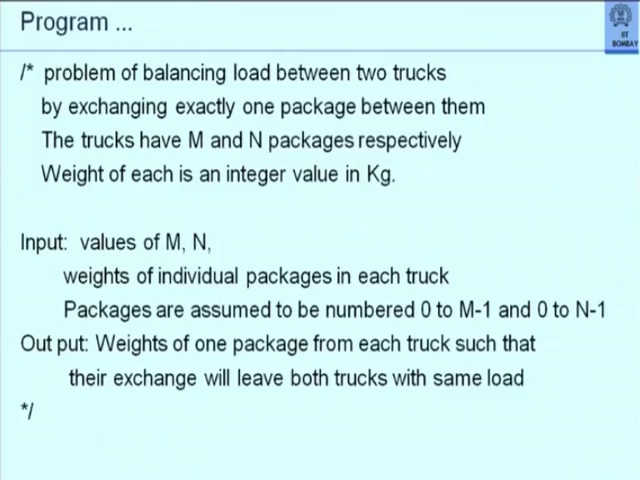 Program ...
IIT
BOMBAY
/* problem of balancing load between two trucks
by exchanging exactly one package between them
The trucks have M and N packages respectively
Weight of each is an integer value in Kg.
Input: values of M, N,
weights of individual packages in each truck
Packages are assumed to be numbered 0 to M-1 and 0 to N-1
Out put: Weights of one package from each truck such that
their exchange will leave both trucks with same load
*/